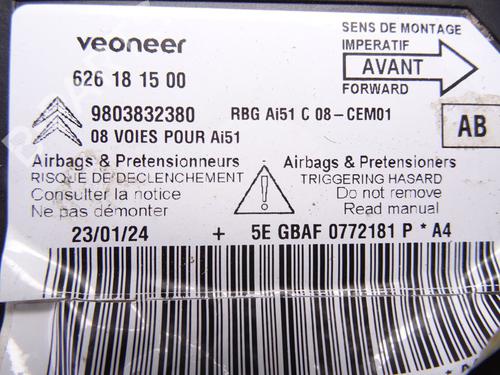 veoneer
626 18 15 00
SENS DE MONTAGE
IMPERATIF
AVANT
FORWARD
9803832380
RBG Ai51 C 08-CEM01
08 VOIES POUR Ai51
AB
Airbags & Pretensionneurs
RISQUE DE DECLENCHEMENT
Consulter la notice
Ne pas démonter
Airbags & Pretensioners
TRIGGERING HASARD
Do not remove
Read manual
23/01/24 + 5E GBAF 0772181 P * A4